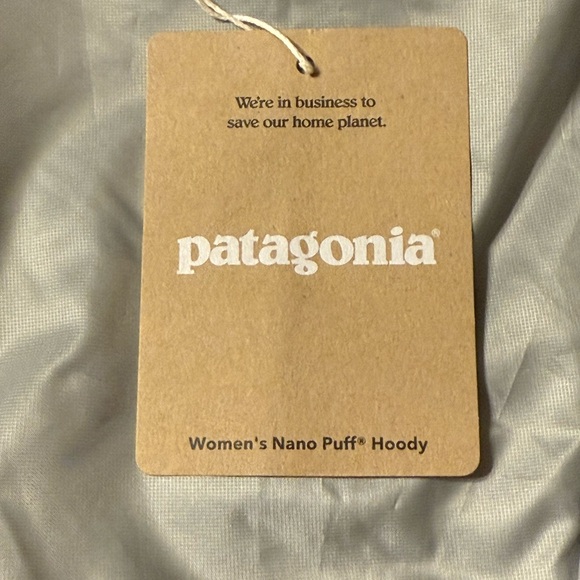 We're in business to
save our home planet.
patagonia®
Women's Nano Puff® Hoody